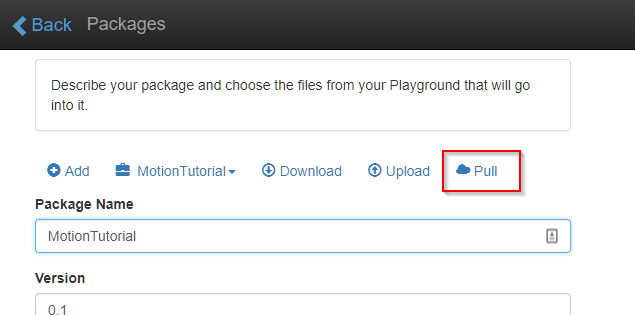 Back Packages
Describe your package and choose the files from your Playground that will go
into it.
Add MotionTutorial Download Upload Pull
Package Name
MotionTutorial
Version
0.1